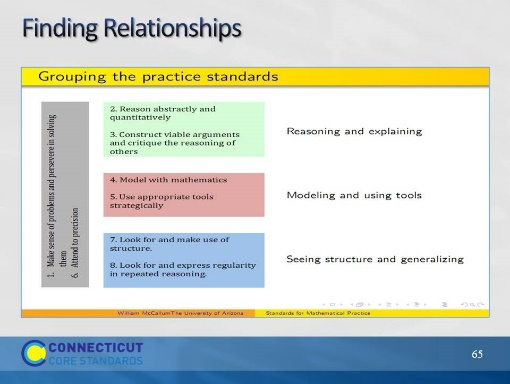 Finding Relationships
Grouping the practice standards
1. Make sense of problems and persevere in solving
them
6. Attend to precision
2. Reason abstractly and
quantitatively
3. Construct viable arguments
and critique the reasoning of
others
Reasoning and explaining
4. Model with mathematics
5. Use appropriate tools
strategically
Modeling and using tools
7. Look for and make use of
structure.
8. Look for and express regularity
in repeated reasoning.
Seeing structure and generalizing
William McCallumThe University of Arizona
Standards for Mathematical Practice
CONNECTICUT
CORE STANDARDS
65